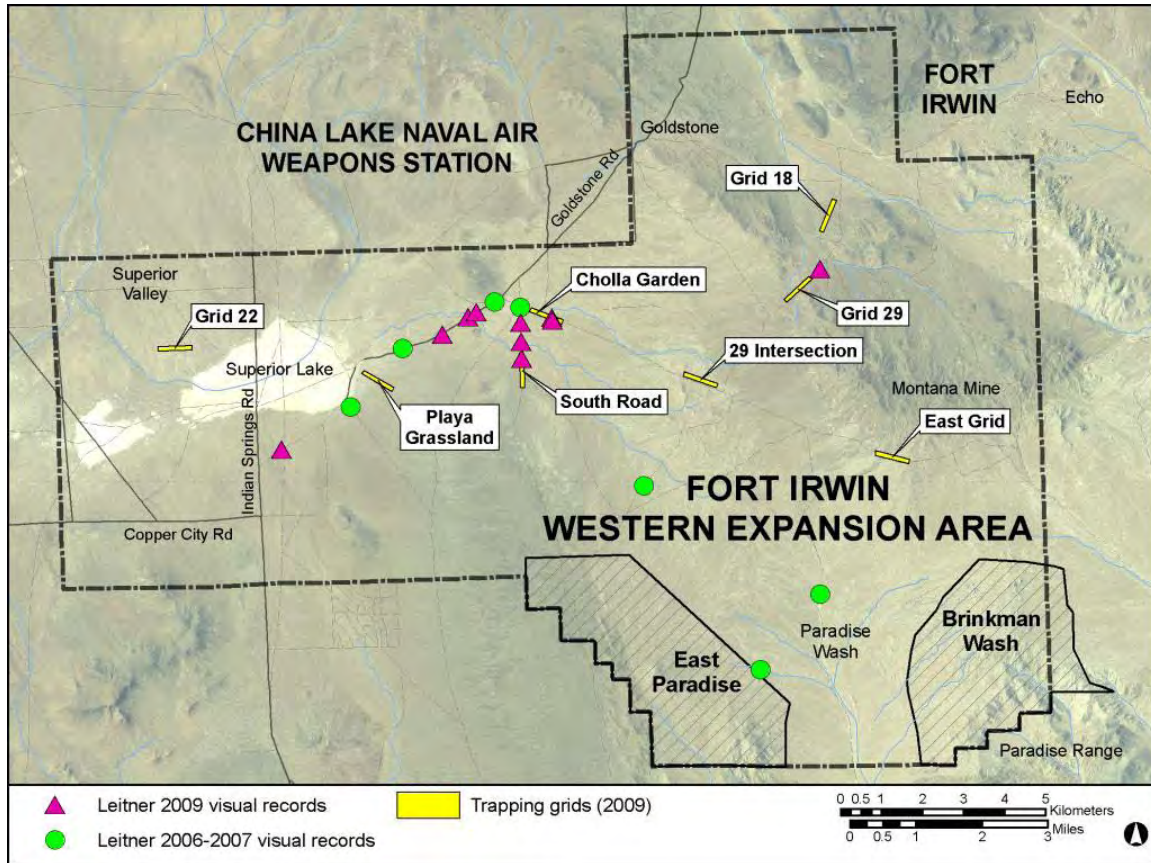 FORT
IRWIN
Echo
CHINA LAKE NAVAL AIR
WEAPONS STATION
Goldstone
Goldstone Rd
Grid 18
Superior
Valley
Cholla Garden
Grid 22
Grid 29
29 Intersection
Superior Lake
Indian Springs Rd
Montana Mine
South Road
Playa
Grassland
East Grid
FORT IRWIN
WESTERN EXPANSION AREA
Copper City Rd
Paradise
Wash
Brinkman
Wash
East
Paradise
Paradise Range
Leitner 2009 visual records
Trapping grids (2009)
Leitner 2006-2007 visual records
0 0.5 1 2 3 4 5
Kilometers
Miles
0 0.5 1 2 3